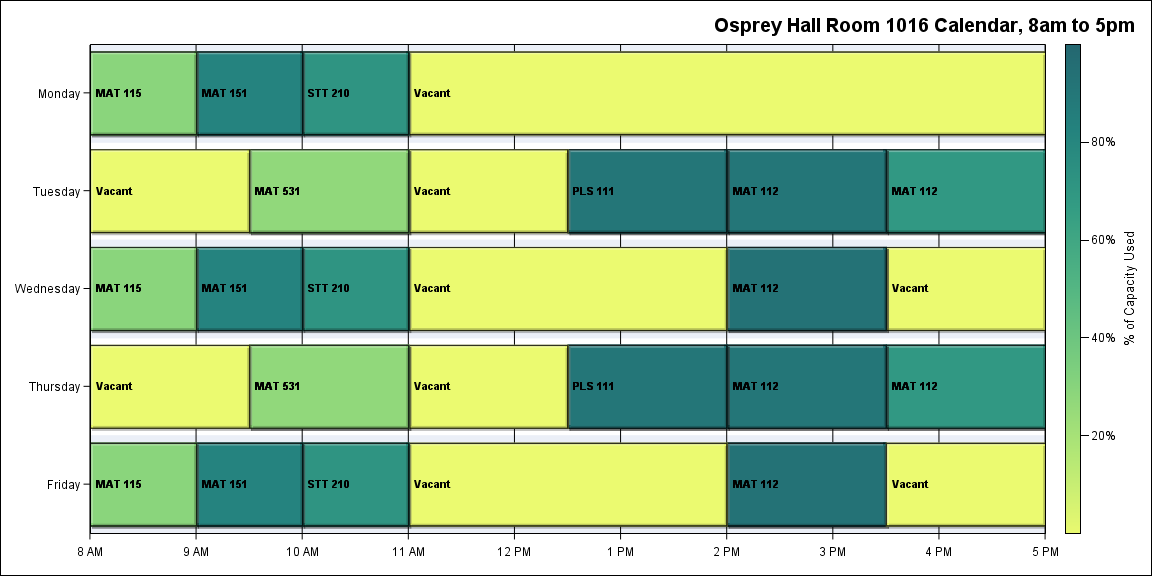 Osprey Hall Room 1016 Calendar, 8am to 5pm
Monday
MAT 115
MAT 151
STT 210
Vacant
Tuesday
Vacant
MAT 531
Vacant
PLS 111
MAT 112
MAT 112
Wednesday
MAT 115
MAT 151
STT 210
Vacant
MAT 112
Vacant
Thursday
Vacant
MAT 531
Vacant
PLS 111
MAT 112
MAT 112
Friday
MAT 115
MAT 151
STT 210
Vacant
MAT 112
Vacant
8 AM
9 AM
10 AM
11 AM
12 PM
1 PM
2 PM
3 PM
4 PM
5 PM
80%
60%
40%
20%
% of Capacity Used